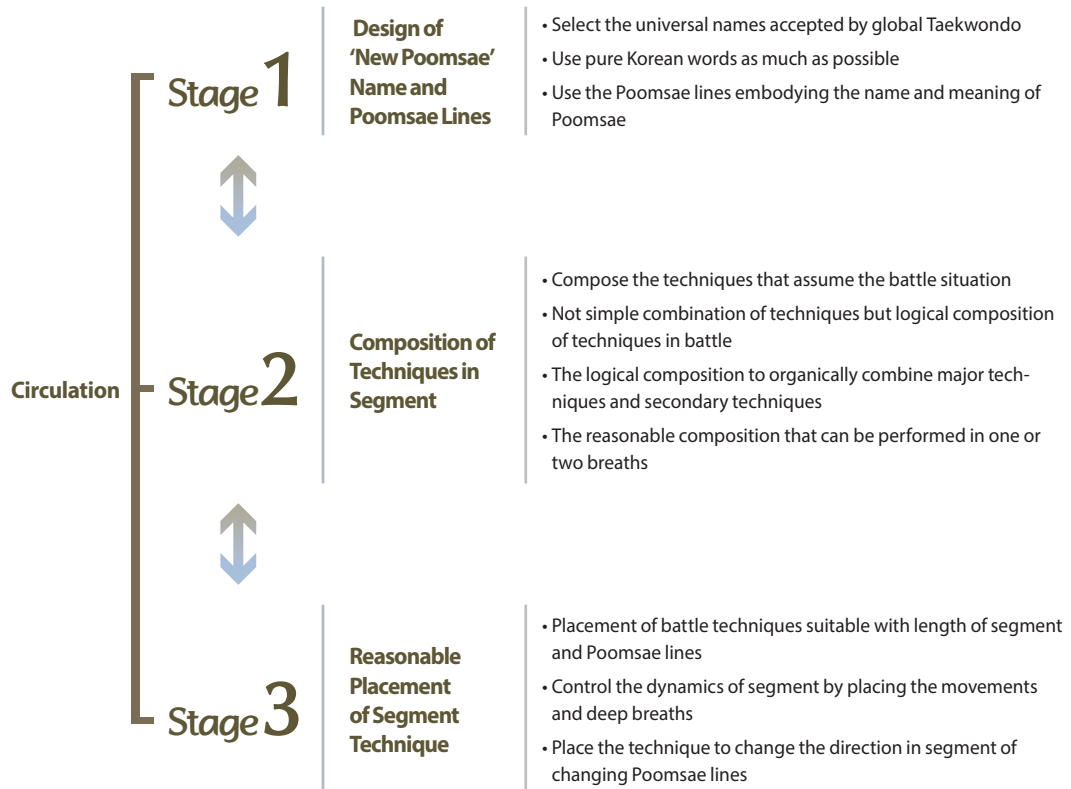 Circulation
Stage 1
Design of
‘New Poomsae’
Name and
Poomsae Lines
• Select the universal names accepted by global Taekwondo
• Use pure Korean words as much as possible
• Use the Poomsae lines embodying the name and meaning of
Poomsae
Stage 2
Composition of
Techniques in
Segment
• Compose the techniques that assume the battle situation
• Not simple combination of techniques but logical composition
of techniques in battle
• The logical composition to organically combine major tech-
niques and secondary techniques
• The reasonable composition that can be performed in one or
two breaths
Stage 3
Reasonable
Placement
of Segment
Technique
• Placement of battle techniques suitable with length of segment
and Poomsae lines
• Control the dynamics of segment by placing the movements
and deep breaths
• Place the technique to change the direction in segment of
changing Poomsae lines